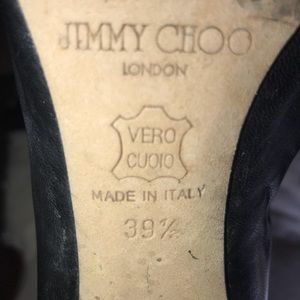 JIMMY CHOO
LONDON
VERO
CUOIO
MADE IN ITALY
39½